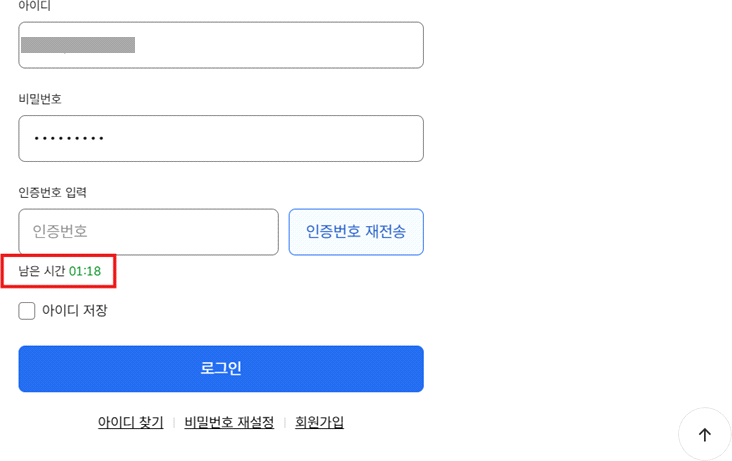 아이디
비밀번호
•••••••••
인증번호 입력
인증번호
인증번호 재전송
남은 시간 01:18
아이디 저장
로그인
아이디 찾기 | 비밀번호 재설정 | 회원가입